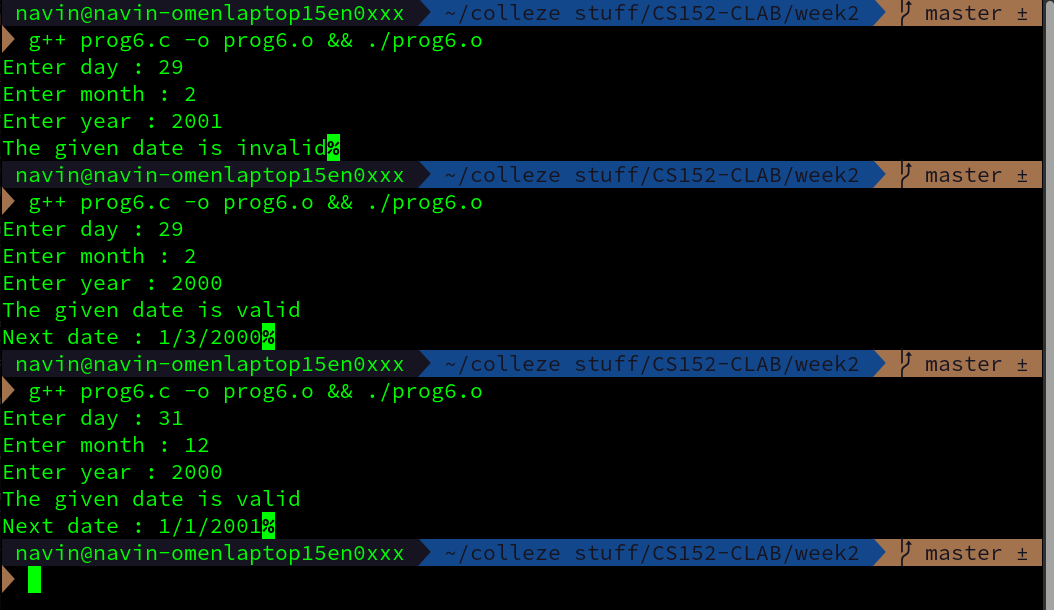 navin@navin-omenlaptop15en0xxx ~/colleze stuff/CS152-CLAB/week2 master ±
g++ prog6.c -o prog6.o && ./prog6.o
Enter day : 29
Enter month : 2
Enter year : 2001
The given date is invalid%
navin@navin-omenlaptop15en0xxx ~/colleze stuff/CS152-CLAB/week2 master ±
g++ prog6.c -o prog6.o && ./prog6.o
Enter day : 29
Enter month : 2
Enter year : 2000
The given date is valid
Next date : 1/3/2000%
navin@navin-omenlaptop15en0xxx ~/colleze stuff/CS152-CLAB/week2 master ±
g++ prog6.c -o prog6.o && ./prog6.o
Enter day : 31
Enter month : 12
Enter year : 2000
The given date is valid
Next date : 1/1/2001%
navin@navin-omenlaptop15en0xxx ~/colleze stuff/CS152-CLAB/week2 master ±